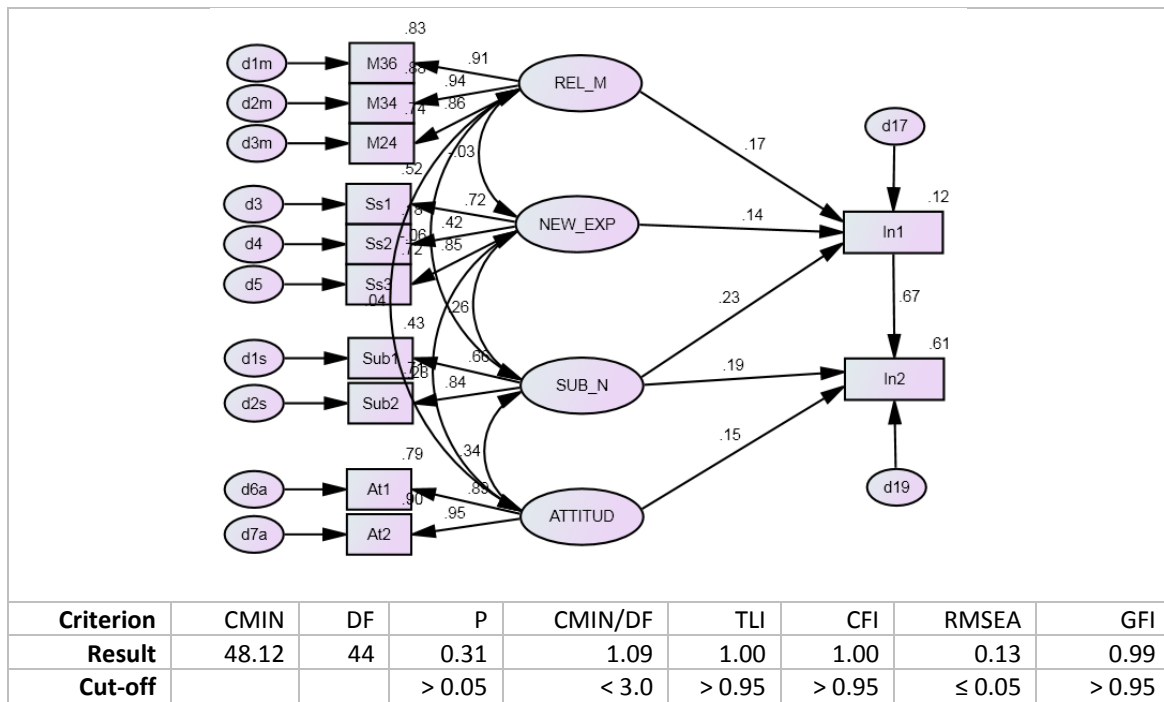 .83
d1m M36 .91 REL_M
d2m M34 .94
.74 .86
d3m M24
d17
.17
.52 -.03
d3 Ss1 .72
.12
d4 Ss2 .42 NEW_EXP .14 In1
-.06 .85
.72
d5 Ss3
.04 .26 .23 .67
.43
.61
d1s Sub1 .66
SUB_N .19 In2
d2s Sub2 .84
.15
.79 .34
d6a At1 .89 d19
.90
ATTITUD
d7a At2 .95
Criterion CMIN DF P CMIN/DF TLI CFI RMSEA GFI
Result 48.12 44 0.31 1.09 1.00 1.00 0.13 0.99
Cut-off > 0.05 < 3.0 > 0.95 > 0.95 ≤ 0.05 > 0.95